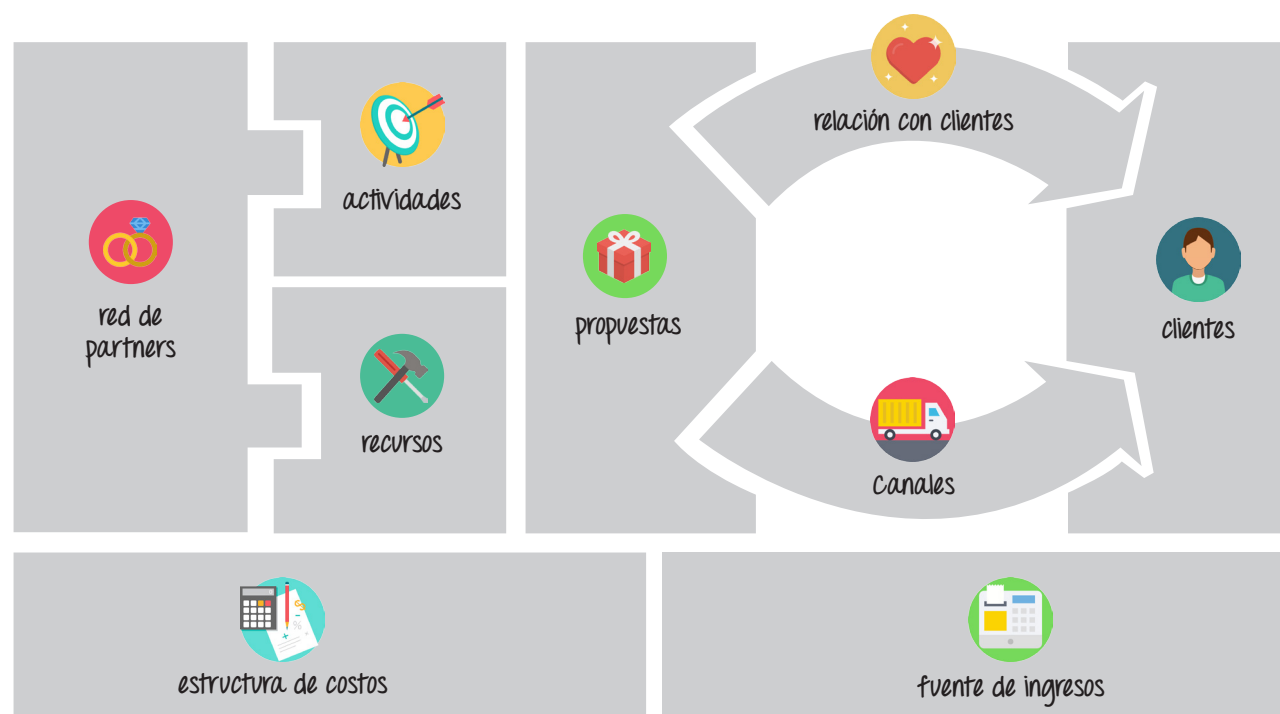 relación con clientes
actividades
red de
partners
propuestas
clientes
recursos
Canales
estructura de costos
fuente de ingresos